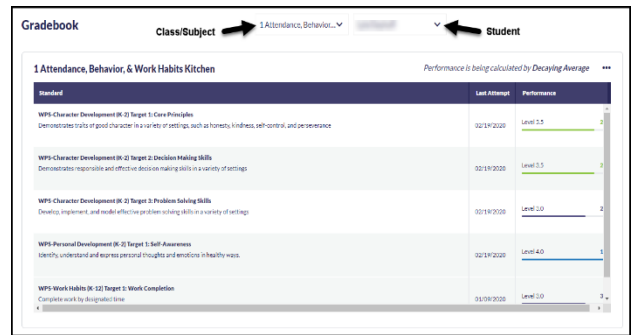 Gradebook
Class/Subject
1 Attendance, Behavior...
Student
1 Attendance, Behavior, & Work Habits Kitchen
Performance is being calculated by Decaying Average
Standard Last Attempt Performance
WPS-Character Development (K-2) Target 1: Core Principles
Demonstrates traits of good character in a variety of settings, such as honesty, kindness, self-control, and perseverance
02/19/2020 Level 3.5 3
WPS-Character Development (K-2) Target 2: Decision Making Skills
Demonstrates responsible and effective decision making skills in a variety of settings
02/19/2020 Level 3.5 3
WPS-Character Development (K-2) Target 3: Problem Solving Skills
Develop, implement, and model effective problem solving skills in a variety of settings
02/19/2020 Level 3.0 2
WPS-Personal Development (K-2) Target 1: Self-Awareness
Identify, understand and express personal thoughts and emotions in healthy ways.
02/19/2020 Level 4.0 1
WPS-Work Habits (K-12) Target 1: Work Completion
Complete work by designated time
01/09/2020 Level 3.0 3